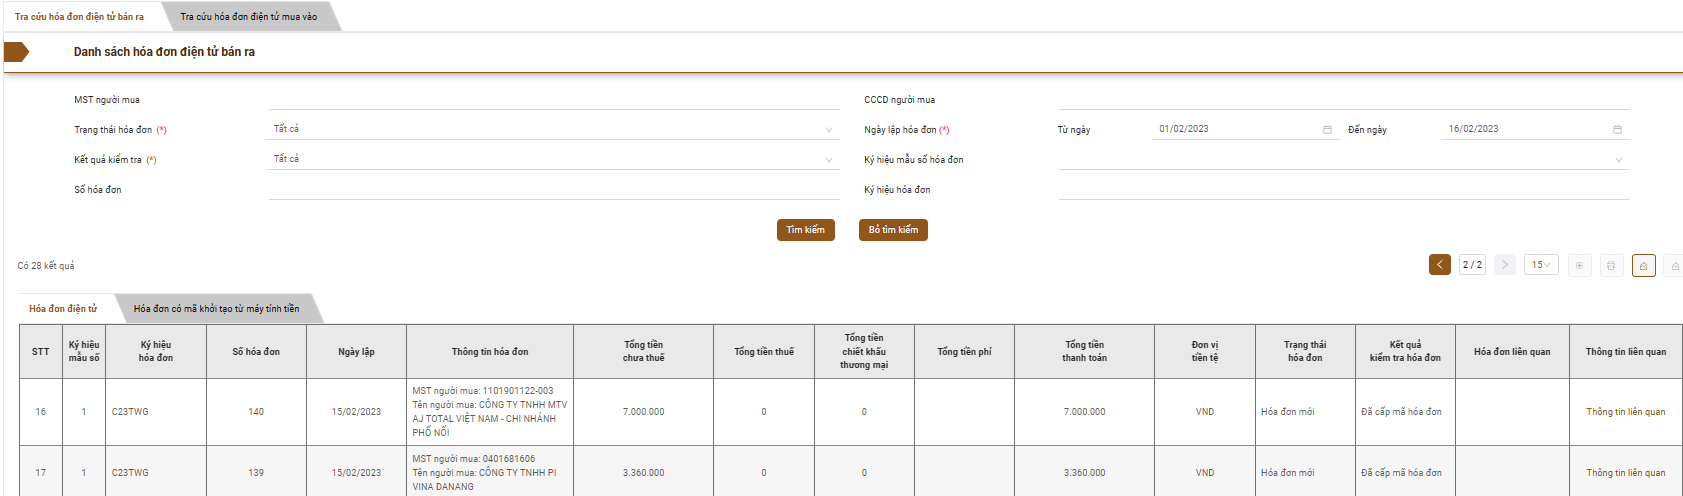 Tra cứu hóa đơn điện tử bán ra
Tra cứu hóa đơn điện tử mua vào
Danh sách hóa đơn điện tử bán ra
MST người mua
CCCD người mua
Trạng thái hóa đơn (*)
Tất cả
Ngày lập hóa đơn (*)
Từ ngày
01/02/2023
Đến ngày
16/02/2023
Kết quả kiểm tra (*)
Tất cả
Ký hiệu mẫu số hóa đơn
Số hóa đơn
Ký hiệu hóa đơn
Tìm kiếm
Bỏ tìm kiếm
Có 28 kết quả
2 / 2
15
Hóa đơn điện tử
Hóa đơn có mã khởi tạo từ máy tính tiền
STT
Ký hiệu
mẫu số
Ký hiệu
hóa đơn
Số hóa đơn
Ngày lập
Thông tin hóa đơn
Tổng tiền
chưa thuế
Tổng tiền thuế
Tổng tiền
chiết khấu
thương mại
Tổng tiền phí
Tổng tiền
thanh toán
Đơn vị
tiền tệ
Trạng thái
hóa đơn
Kết quả
kiểm tra hóa đơn
Hóa đơn liên quan
Thông tin liên quan
16
1
C23TWG
140
15/02/2023
MST người mua: 1101901122-003
Tên người mua: CÔNG TY TNHH MTV
AJ TOTAL VIỆT NAM - CHI NHÁNH
PHỐ NỐI
7.000.000
0
0
7.000.000
VND
Hóa đơn mới
Đã cấp mã hóa đơn
Thông tin liên quan
17
1
C23TWG
139
15/02/2023
MST người mua: 0401681606
Tên người mua: CÔNG TY TNHH PI
VINA DANANG
3.360.000
0
0
3.360.000
VND
Hóa đơn mới
Đã cấp mã hóa đơn
Thông tin liên quan